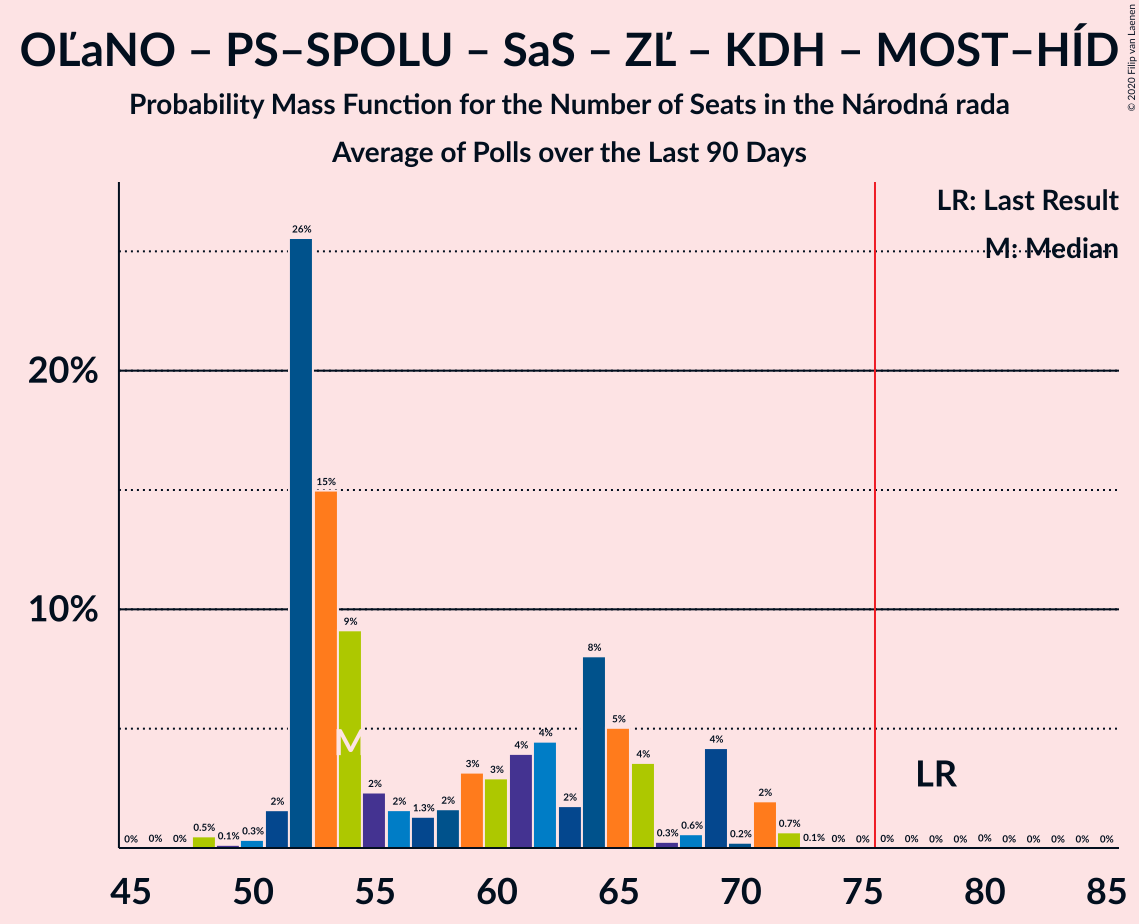 OĽaNO – PS–SPOLU – SaS – ZĽ – KDH – MOST–HÍD
Probability Mass Function for the Number of Seats in the Národná rada
Average of Polls over the Last 90 Days
© 2020 Filip van Laenen
LR: Last Result
M: Median
20%
10%
0% 0% 0% 0.5% 0.1% 0.3% 2% 26% 15% 9% 2% 2% 1.3% 2% 3% 3% 4% 4% 2% 8% 5% 4% 0.3% 0.6% 4% 0.2% 2% 0.7% 0.1% 0% 0% 0% 0% 0% 0% 0% 0% 0% 0% 0% 0%
M
LR
45 50 55 60 65 70 75 80 85